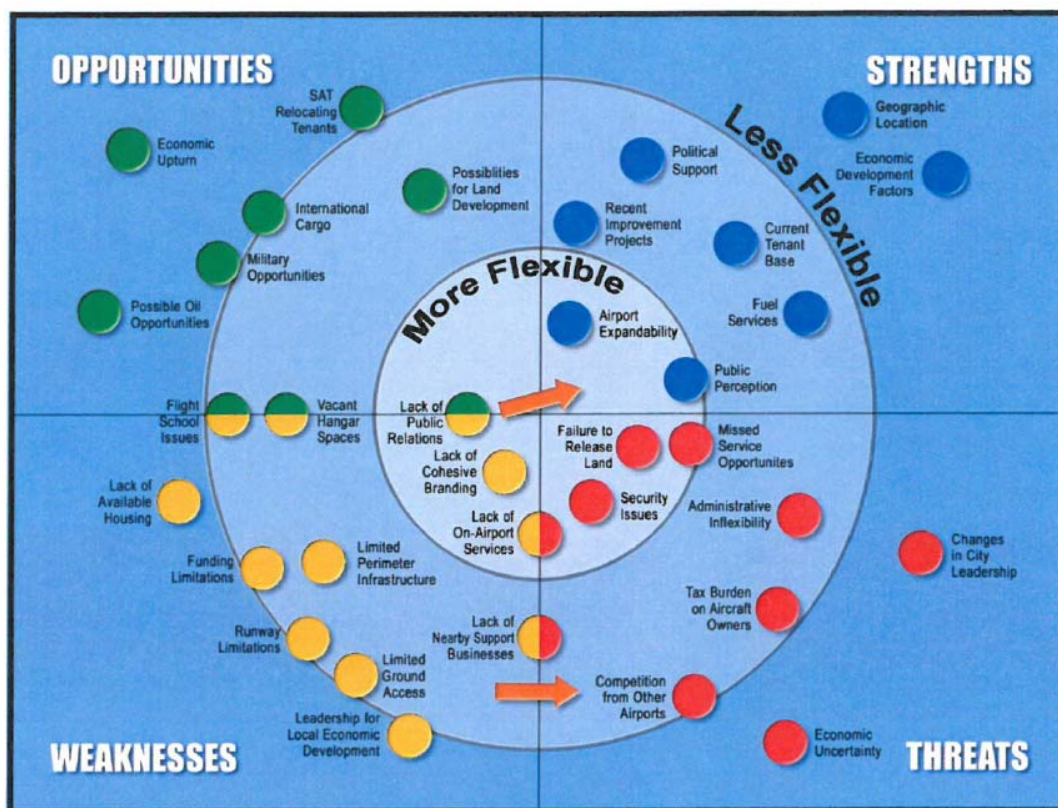 OPPORTUNITIES
STRENGTHS
SAT
Relocating
Tenants
Economic
Upturn
Possiblities
for Land
Development
International
Cargo
Military
Opportunities
Possible Oil
Opportunities
Geographic
Location
Economic
Development
Factors
Political
Support
Recent
Improvement
Projects
Current
Tenant
Base
Fuel
Services
Less Flexible
More Flexible
Airport
Expandability
Public
Perception
Flight
School
Issues
Vacant
Hangar
Spaces
Lack of
Public
Relations
Lack of
Cohesive
Branding
Lack of
On-Airport
Services
Failure to
Release
Land
Missed
Service
Opportunites
Security
Issues
Administrative
Inflexibility
Changes
in City
Leadership
Lack of
Available
Housing
Funding
Limitations
Limited
Perimeter
Infrastructure
Runway
Limitations
Limited
Ground
Access
Lack of
Nearby Support
Businesses
Tax Burden
on Aircraft
Owners
Competition
from Other
Airports
Leadership for
Local Economic
Development
Economic
Uncertainty
WEAKNESSES
THREATS